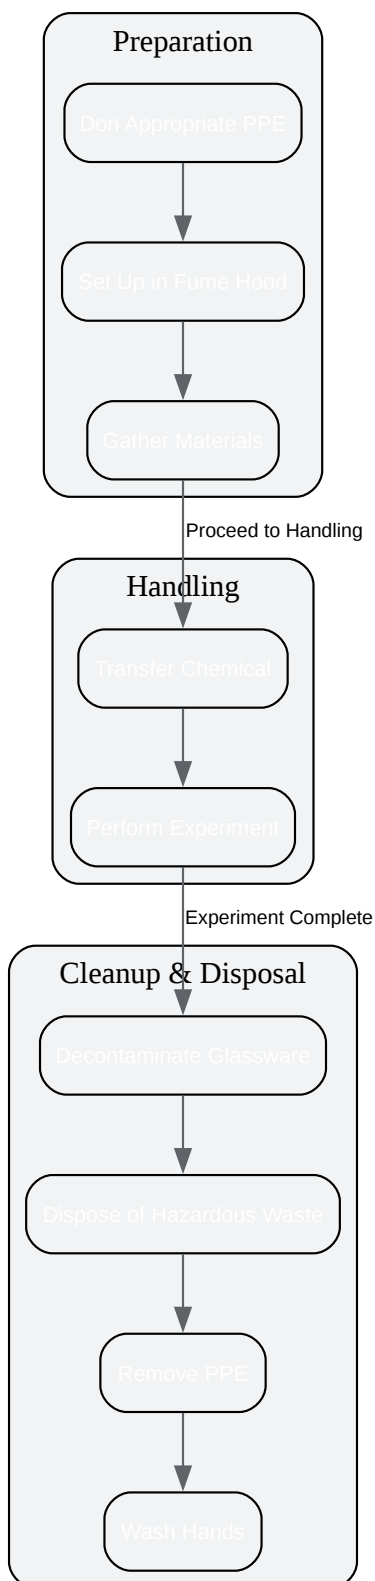 Preparation
Don Appropriate PPE
Set Up in Fume Hood
Gather Materials
Proceed to Handling
Handling
Transfer Chemical
Perform Experiment
Experiment Complete
Cleanup & Disposal
Decontaminate Glassware
Dispose of Hazardous Waste
Remove PPE
Wash Hands